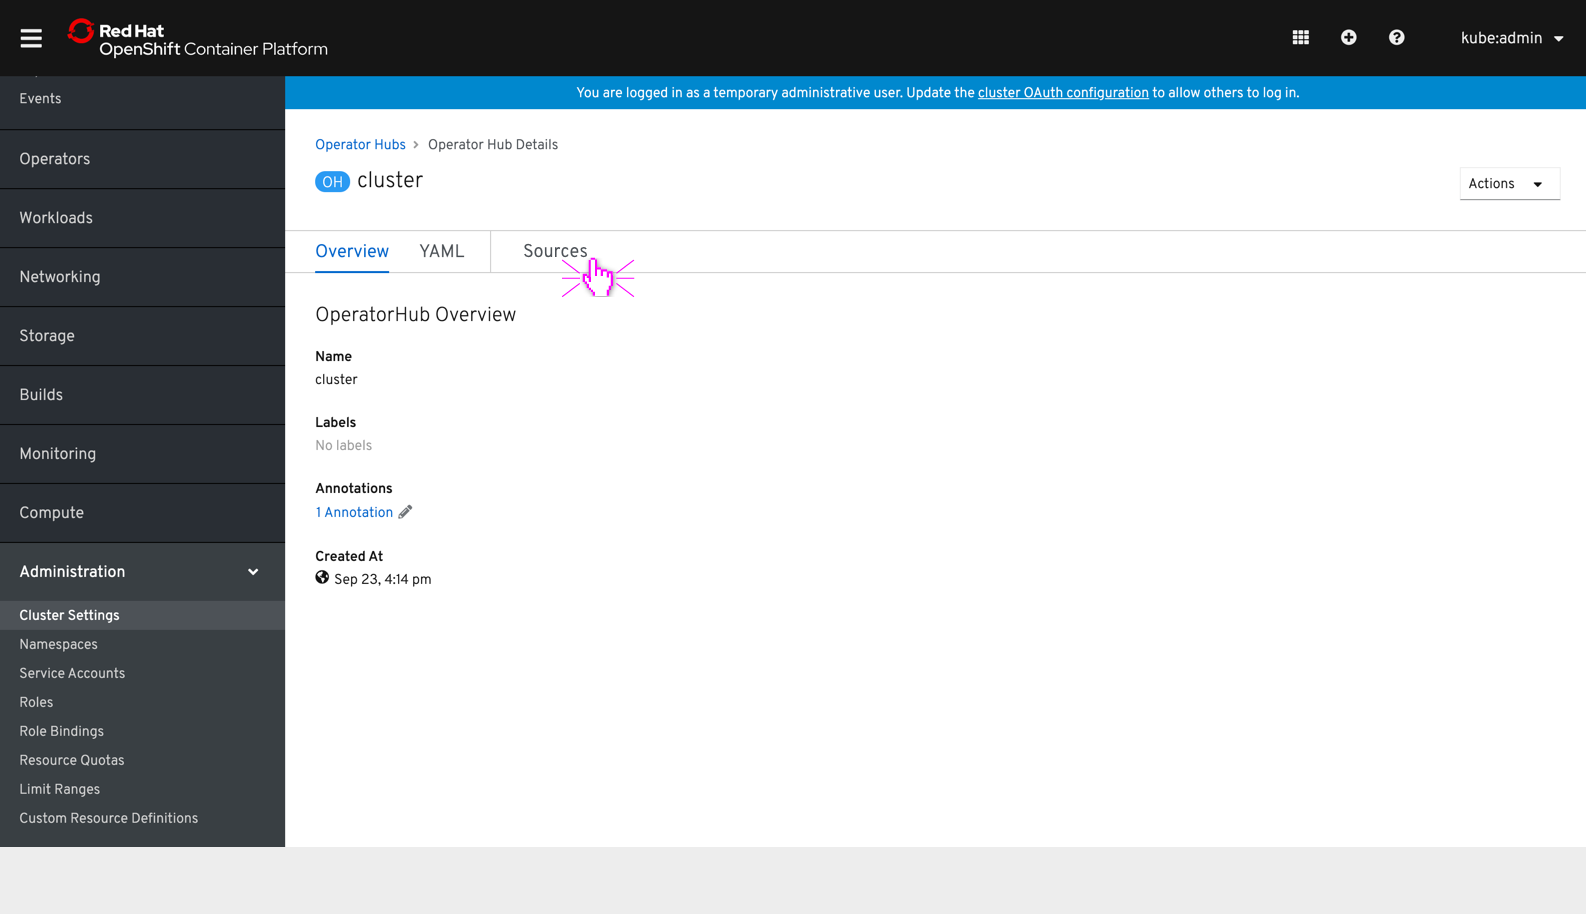 Red Hat
OpenShift Container Platform
kube:admin
Events
Operators
Workloads
Networking
Storage
Builds
Monitoring
Compute
Administration
Cluster Settings
Namespaces
Service Accounts
Roles
Role Bindings
Resource Quotas
Limit Ranges
Custom Resource Definitions
You are logged in as a temporary administrative user. Update the cluster OAuth configuration to allow others to log in.
Operator Hubs > Operator Hub Details
OH cluster
Actions
Overview YAML Sources
OperatorHub Overview
Name
cluster
Labels
No labels
Annotations
1 Annotation
Created At
Sep 23, 4:14 pm